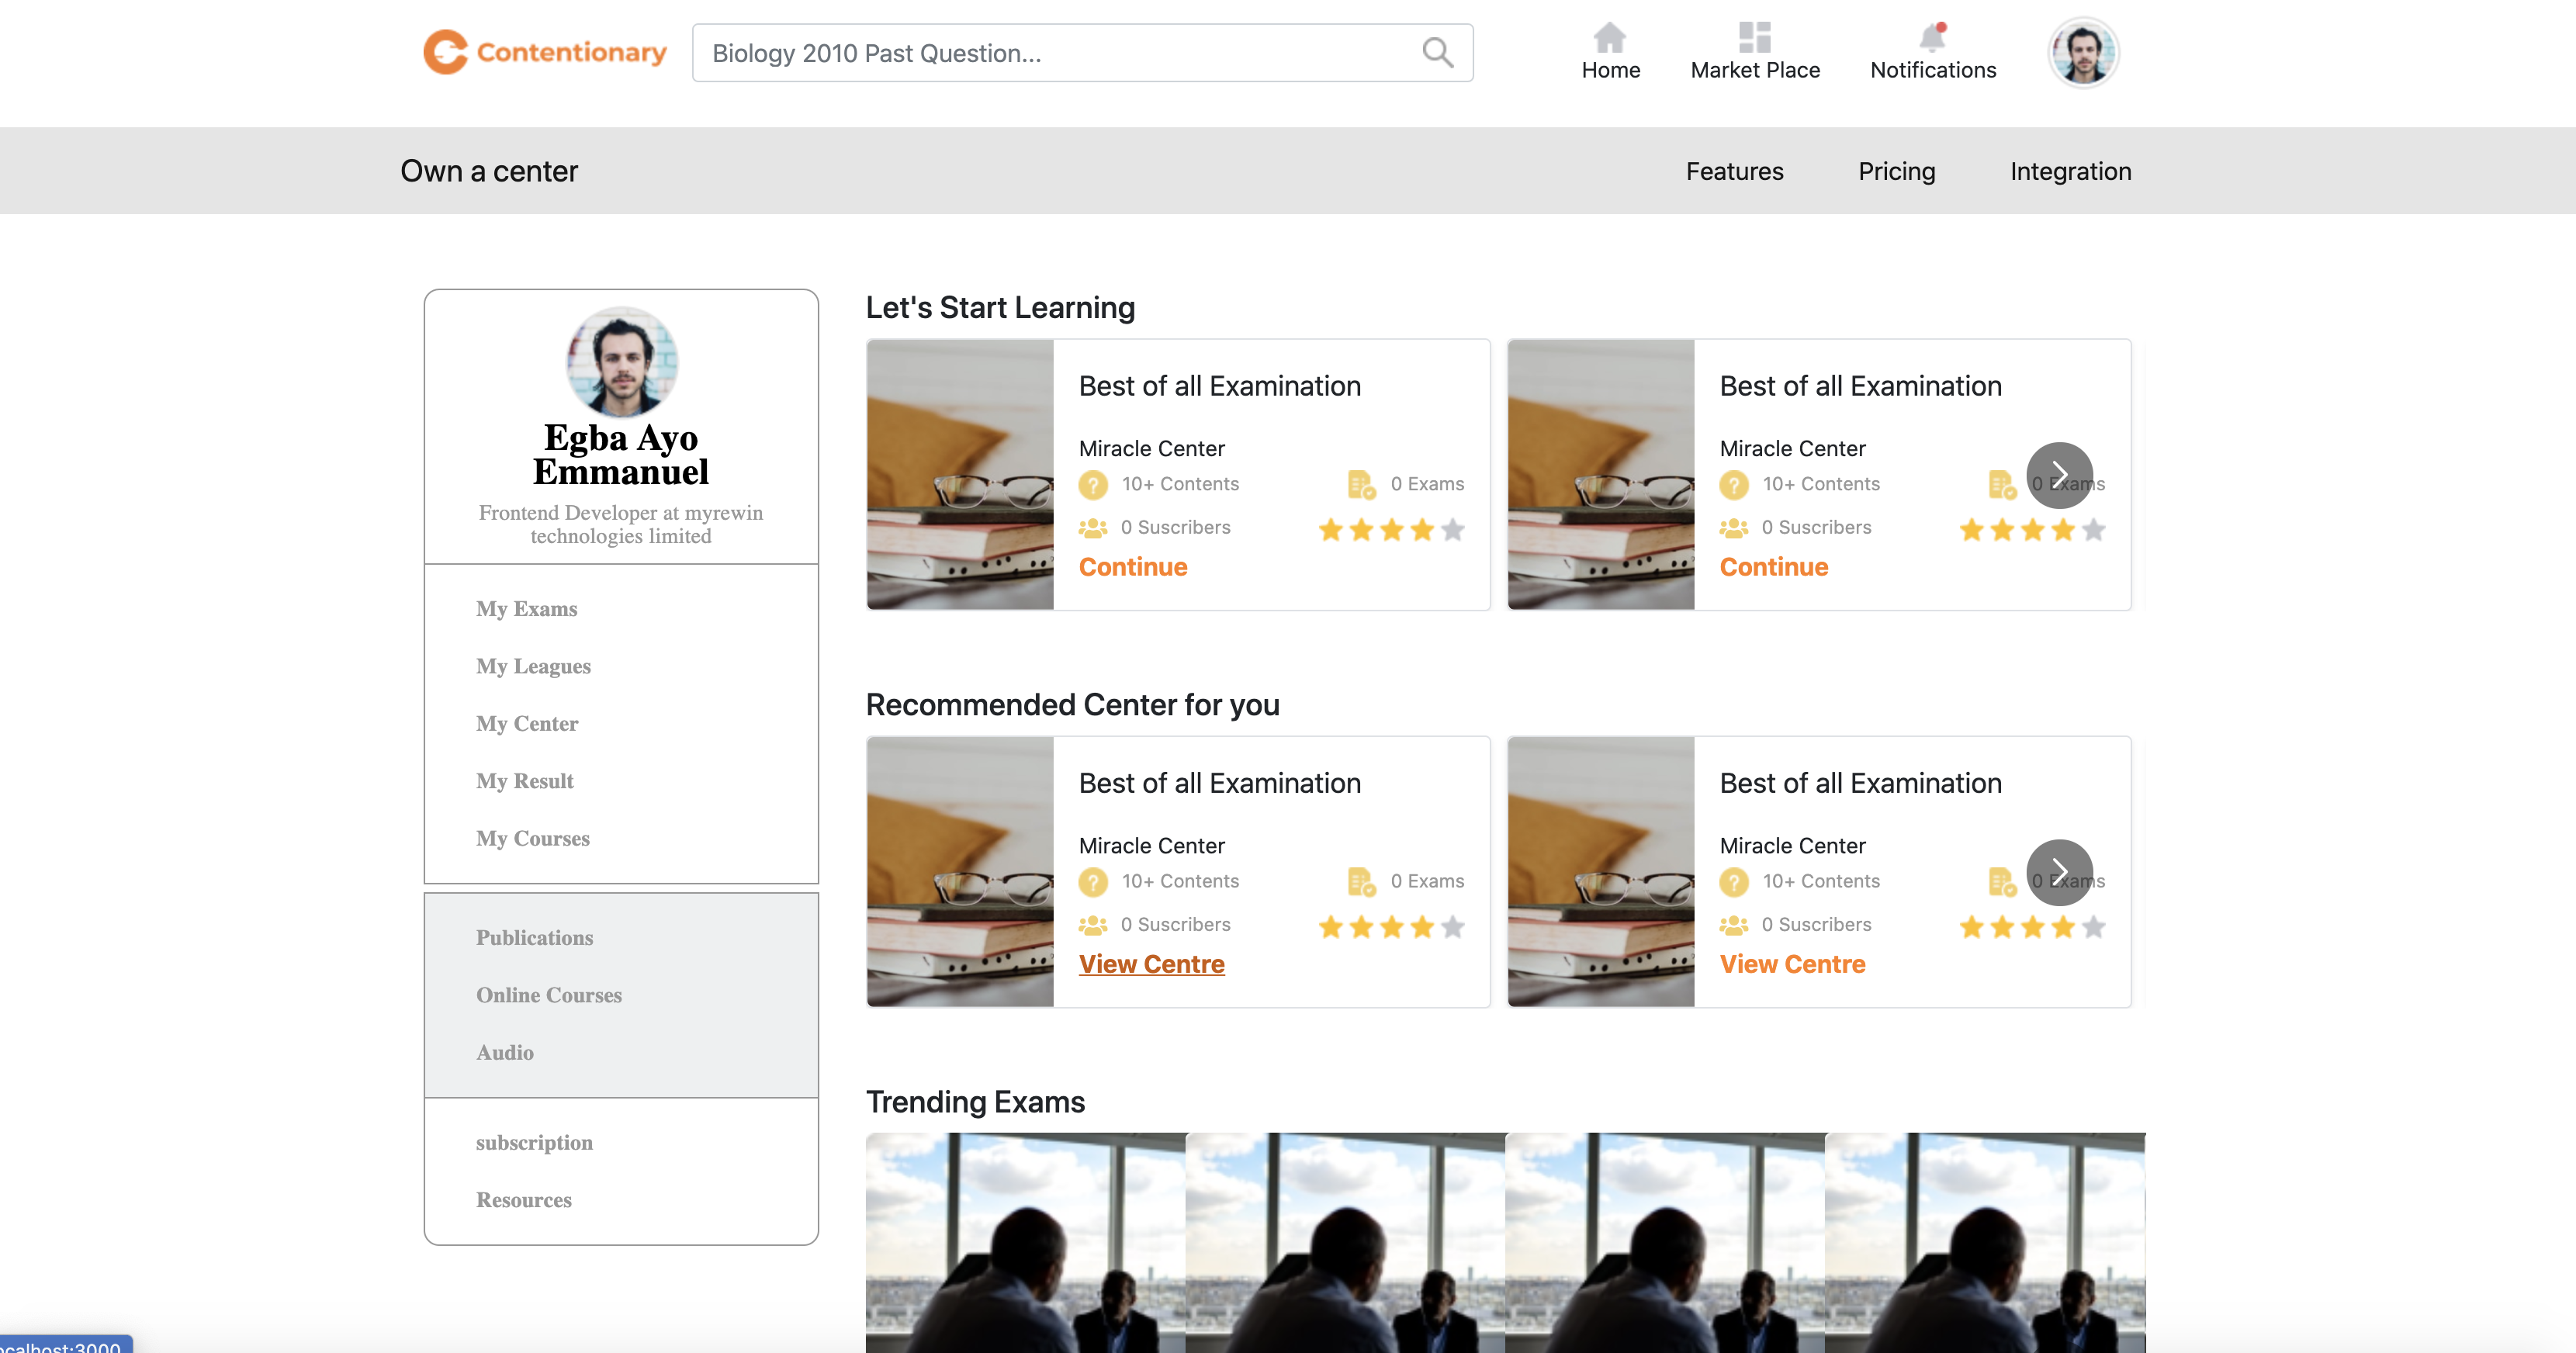 Contentionary
Biology 2010 Past Question...
Home
Market Place
Notifications
Own a center
Features
Pricing
Integration
Egba Ayo
Emmanuel
Frontend Developer at myrewin
technologies limited
My Exams
My Leagues
My Center
My Result
My Courses
Publications
Online Courses
Audio
subscription
Resources
Let's Start Learning
Best of all Examination
Miracle Center
10+ Contents
0 Exams
0 Suscribers
Continue
Best of all Examination
Miracle Center
10+ Contents
0 Exams
0 Suscribers
Continue
Recommended Center for you
Best of all Examination
Miracle Center
10+ Contents
0 Exams
0 Suscribers
View Centre
Best of all Examination
Miracle Center
10+ Contents
0 Exams
0 Suscribers
View Centre
Trending Exams
ocalhost:3000